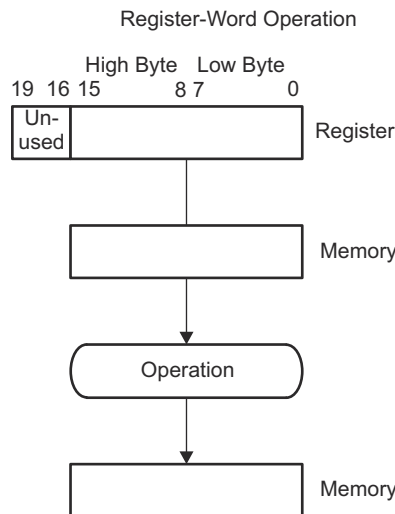 Register-Word Operation
High Byte Low Byte
19 16 15 8 7 0
Un-
used
Register
Memory
Operation
Memory